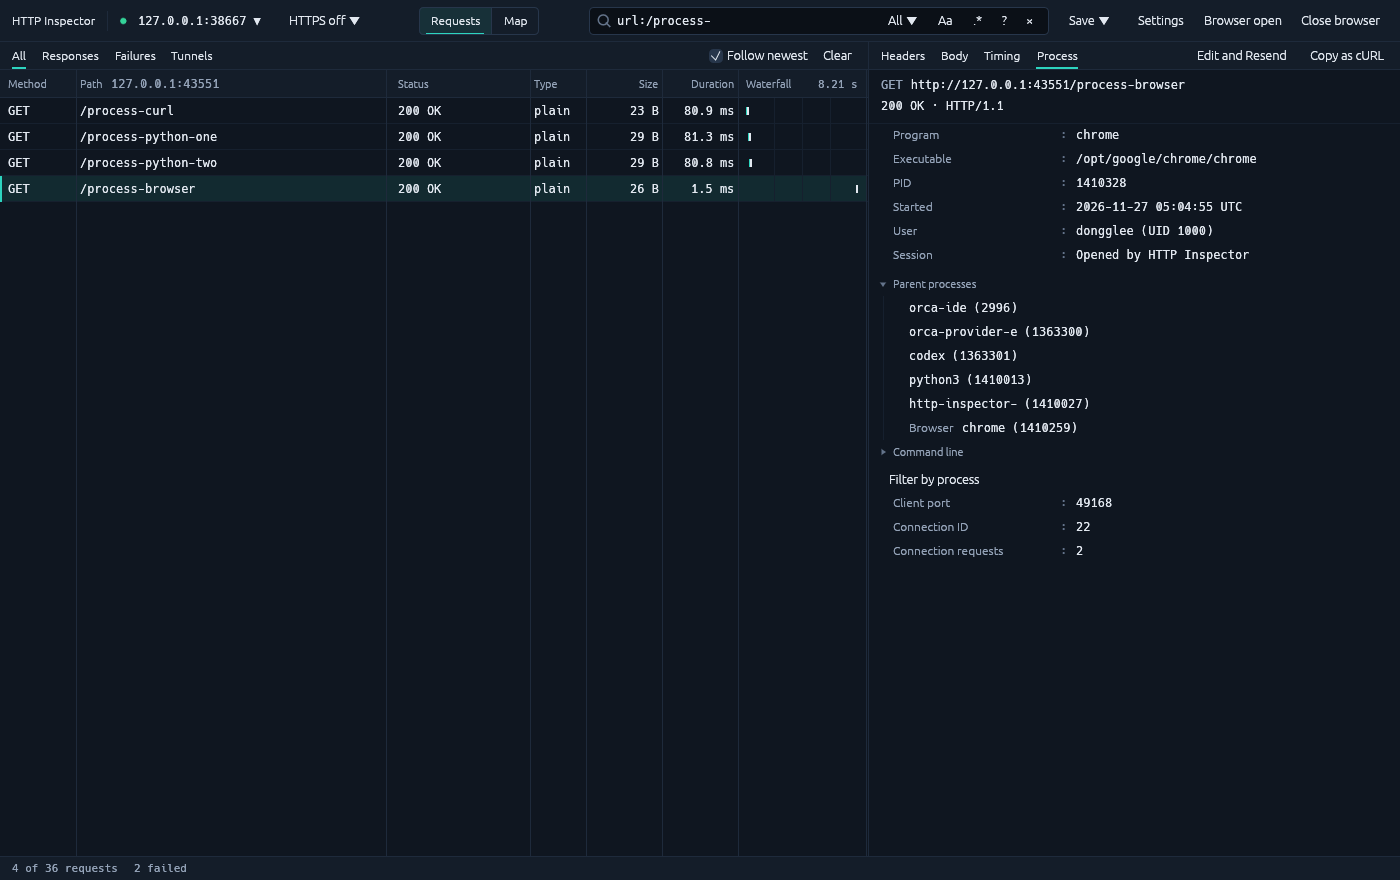 HTTP Inspector 127.0.0.1:38667 ▼ HTTPS off ▼ Requests Map url:/process- All ▼ Aa .* ? × Save ▼ Settings Browser open Close browser
All Responses Failures Tunnels Follow newest Clear
Method Path 127.0.0.1:43551 Status Type Size Duration Waterfall 8.21 s
GET /process-curl 200 OK plain 23 B 80.9 ms
GET /process-python-one 200 OK plain 29 B 81.3 ms
GET /process-python-two 200 OK plain 29 B 80.8 ms
GET /process-browser 200 OK plain 26 B 1.5 ms
Headers Body Timing Process Edit and Resend Copy as cURL
GET http://127.0.0.1:43551/process-browser
200 OK · HTTP/1.1
Program : chrome
Executable : /opt/google/chrome/chrome
PID : 1410328
Started : 2026-11-27 05:04:55 UTC
User : dongglee (UID 1000)
Session : Opened by HTTP Inspector
Parent processes
orca-ide (2996)
orca-provider-e (1363300)
codex (1363301)
python3 (1410013)
http-inspector- (1410027)
Browser chrome (1410259)
Command line
Filter by process
Client port : 49168
Connection ID : 22
Connection requests : 2
4 of 36 requests 2 failed